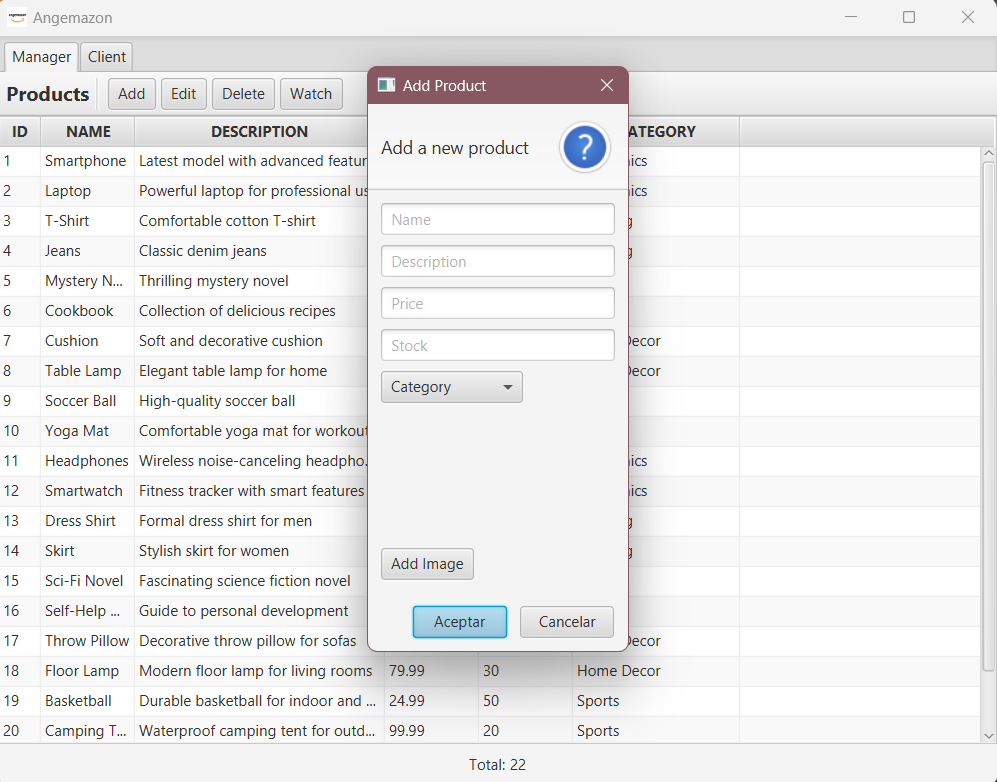 Angemazon
Manager Client
Products Add Edit Delete Watch
Add Product
Add a new product
?
Name
Description
Price
Stock
Category
Add Image
Aceptar Cancelar
ID NAME DESCRIPTION ATEGORY
1 Smartphone Latest model with advanced featur ics
2 Laptop Powerful laptop for professional us ics
3 T-Shirt Comfortable cotton T-shirt g
4 Jeans Classic denim jeans g
5 Mystery N... Thrilling mystery novel
6 Cookbook Collection of delicious recipes
7 Cushion Soft and decorative cushion Decor
8 Table Lamp Elegant table lamp for home Decor
9 Soccer Ball High-quality soccer ball
10 Yoga Mat Comfortable yoga mat for workout
11 Headphones Wireless noise-canceling headpho. ics
12 Smartwatch Fitness tracker with smart features ics
13 Dress Shirt Formal dress shirt for men g
14 Skirt Stylish skirt for women g
15 Sci-Fi Novel Fascinating science fiction novel
16 Self-Help ... Guide to personal development
17 Throw Pillow Decorative throw pillow for sofas Decor
18 Floor Lamp Modern floor lamp for living rooms 79.99 30 Home Decor
19 Basketball Durable basketball for indoor and ... 24.99 50 Sports
20 Camping T... Waterproof camping tent for outd... 99.99 20 Sports
Total: 22